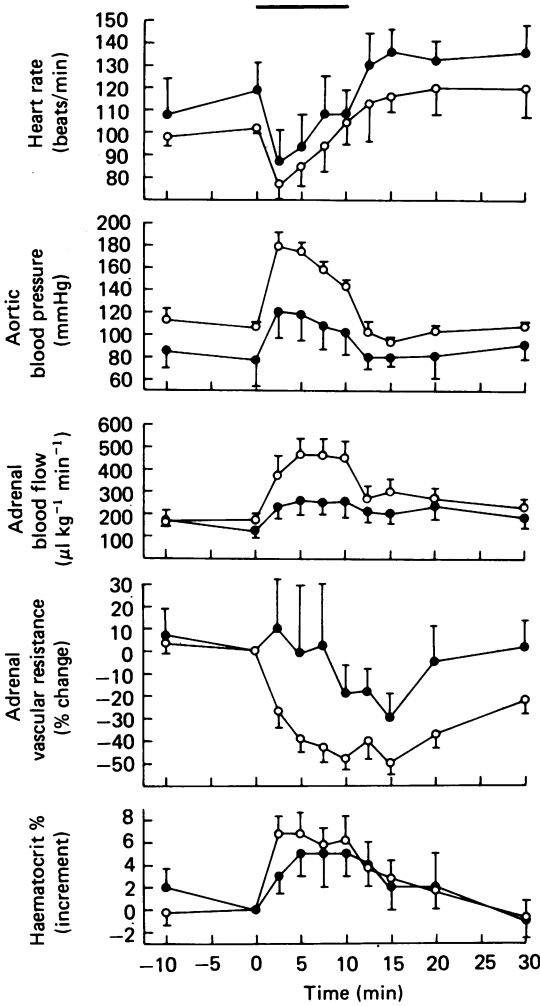 150
140
130
120
110
100
90
80
Heart rate
(beats/min)
200
180
160
140
120
100
80
60
Aortic
blood pressure
(mmHg)
600
500
400
300
200
100
Adrenal
blood flow
(μl kg⁻¹ min⁻¹)
30
20
10
0
−10
−20
−30
−40
−50
Adrenal
vascular resistance
(% change)
8
6
4
2
0
−2
Haematocrit %
(increment)
−10 −5 0 5 10 15 20 25 30
Time (min)